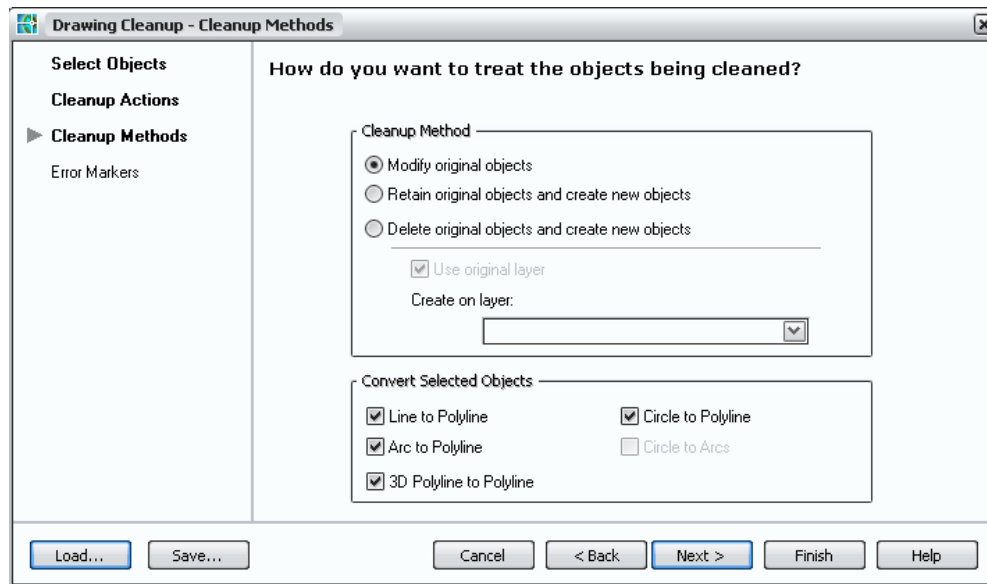 Drawing Cleanup - Cleanup Methods
Select Objects
Cleanup Actions
Cleanup Methods
Error Markers
How do you want to treat the objects being cleaned?
Cleanup Method
Modify original objects
Retain original objects and create new objects
Delete original objects and create new objects
Use original layer
Create on layer:
Convert Selected Objects
Line to Polyline
Circle to Polyline
Arc to Polyline
Circle to Arcs
3D Polyline to Polyline
Load...
Save...
Cancel
< Back
Next >
Finish
Help